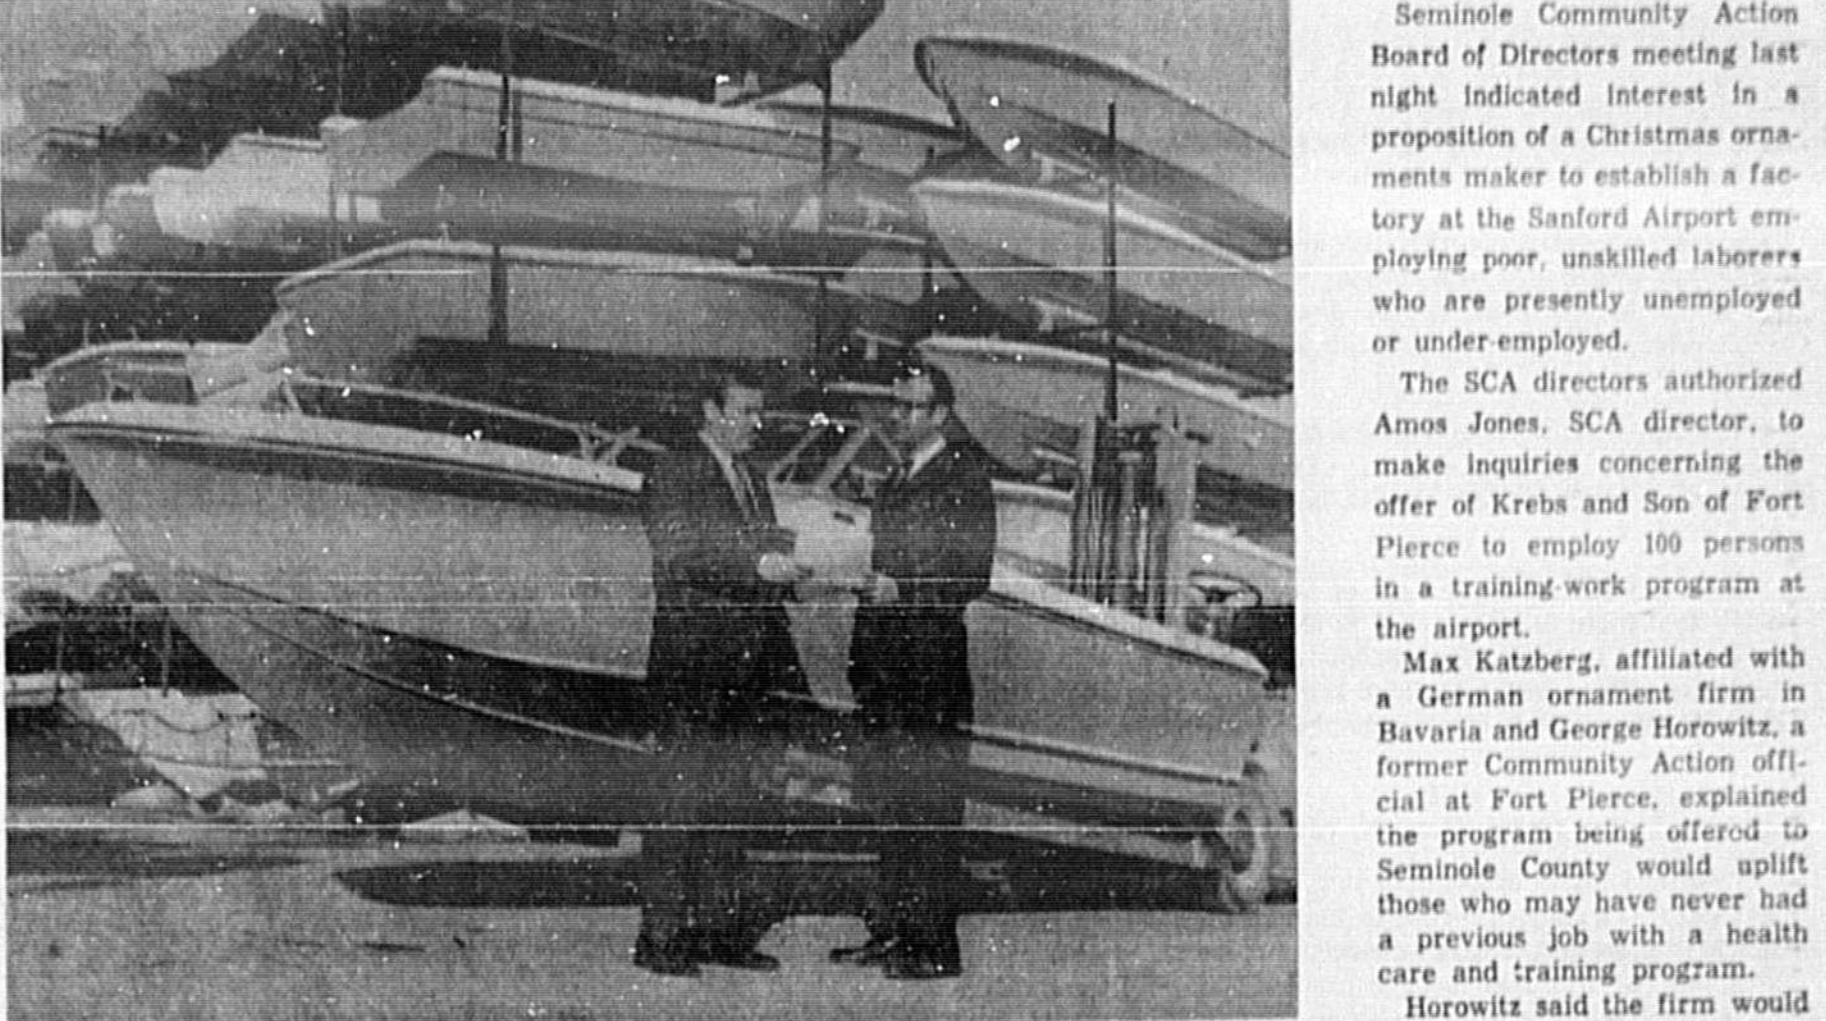 Seminole Community Action
Board of Directors meeting last
night indicated interest in a
proposition of a Christmas orna-
ments maker to establish a fac-
tory at the Sanford Airport em-
ploying poor, unskilled laborers
who are presently unemployed
or under-employed.
The SCA directors authorized
Amos Jones, SCA director, to
make inquiries concerning the
offer of Krebs and Son of Fort
Pierce to employ 100 persons
in a training-work program at
the airport.
Max Katzberg, affiliated with
a German ornament firm in
Bavaria and George Horowitz, a
former Community Action offi-
cial at Fort Pierce, explained
the program being offered to
Seminole County would uplift
those who may have never had
a previous job with a health
care and training program.
Horowitz said the firm would